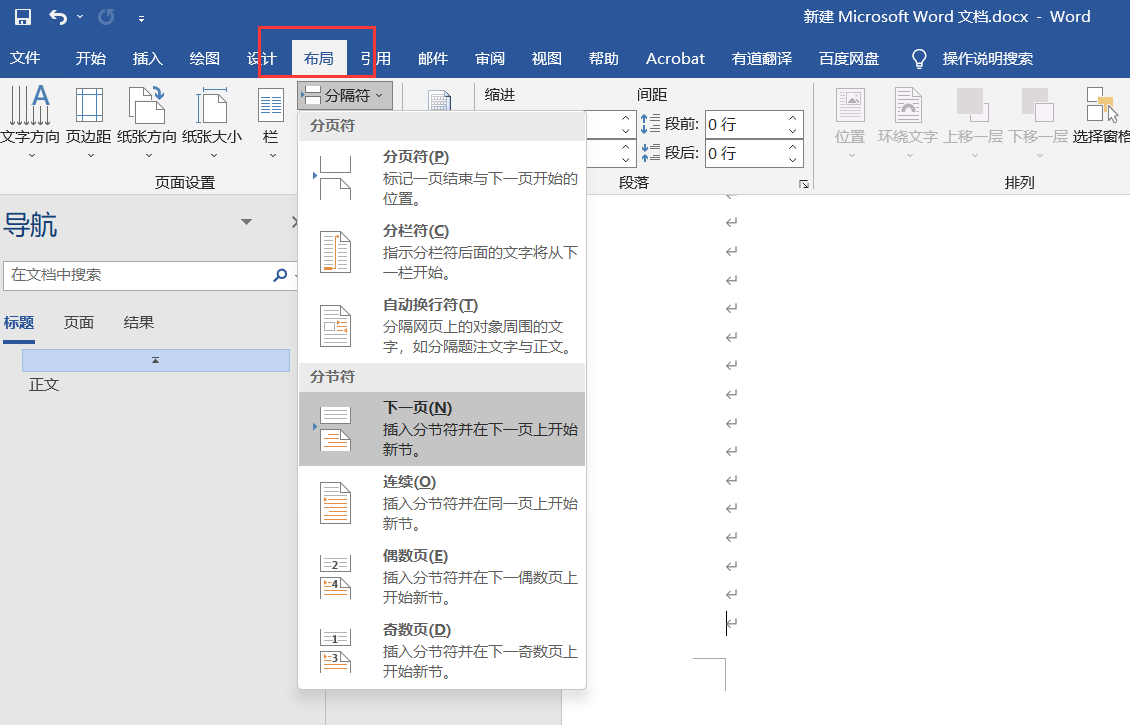 新建 Microsoft Word 文档.docx - Word
文件 开始 插入 绘图 设计 布局 引用 邮件 审阅 视图 帮助 Acrobat 有道翻译 百度网盘 操作说明搜索
文字方向 页边距 纸张方向 纸张大小 栏
页面设置
分隔符
缩进 间距
段前: 0 行
段后: 0 行
段落
位置 环绕文字 上移一层 下移一层 选择窗格
排列
导航
在文档中搜索
标题 页面 结果
正文
分页符
分页符(P)
标记一页结束与下一页开始的
位置。
分栏符(C)
指示分栏符后面的文字将从下
一栏开始。
自动换行符(T)
分隔网页上的对象周围的文
字，如分隔题注文字与正文。
分节符
下一页(N)
插入分节符并在下一页上开始
新节。
连续(O)
插入分节符并在同一页上开始
新节。
2
4
偶数页(E)
插入分节符并在下一偶数页上
开始新节。
1
3
奇数页(D)
插入分节符并在下一奇数页上
开始新节。